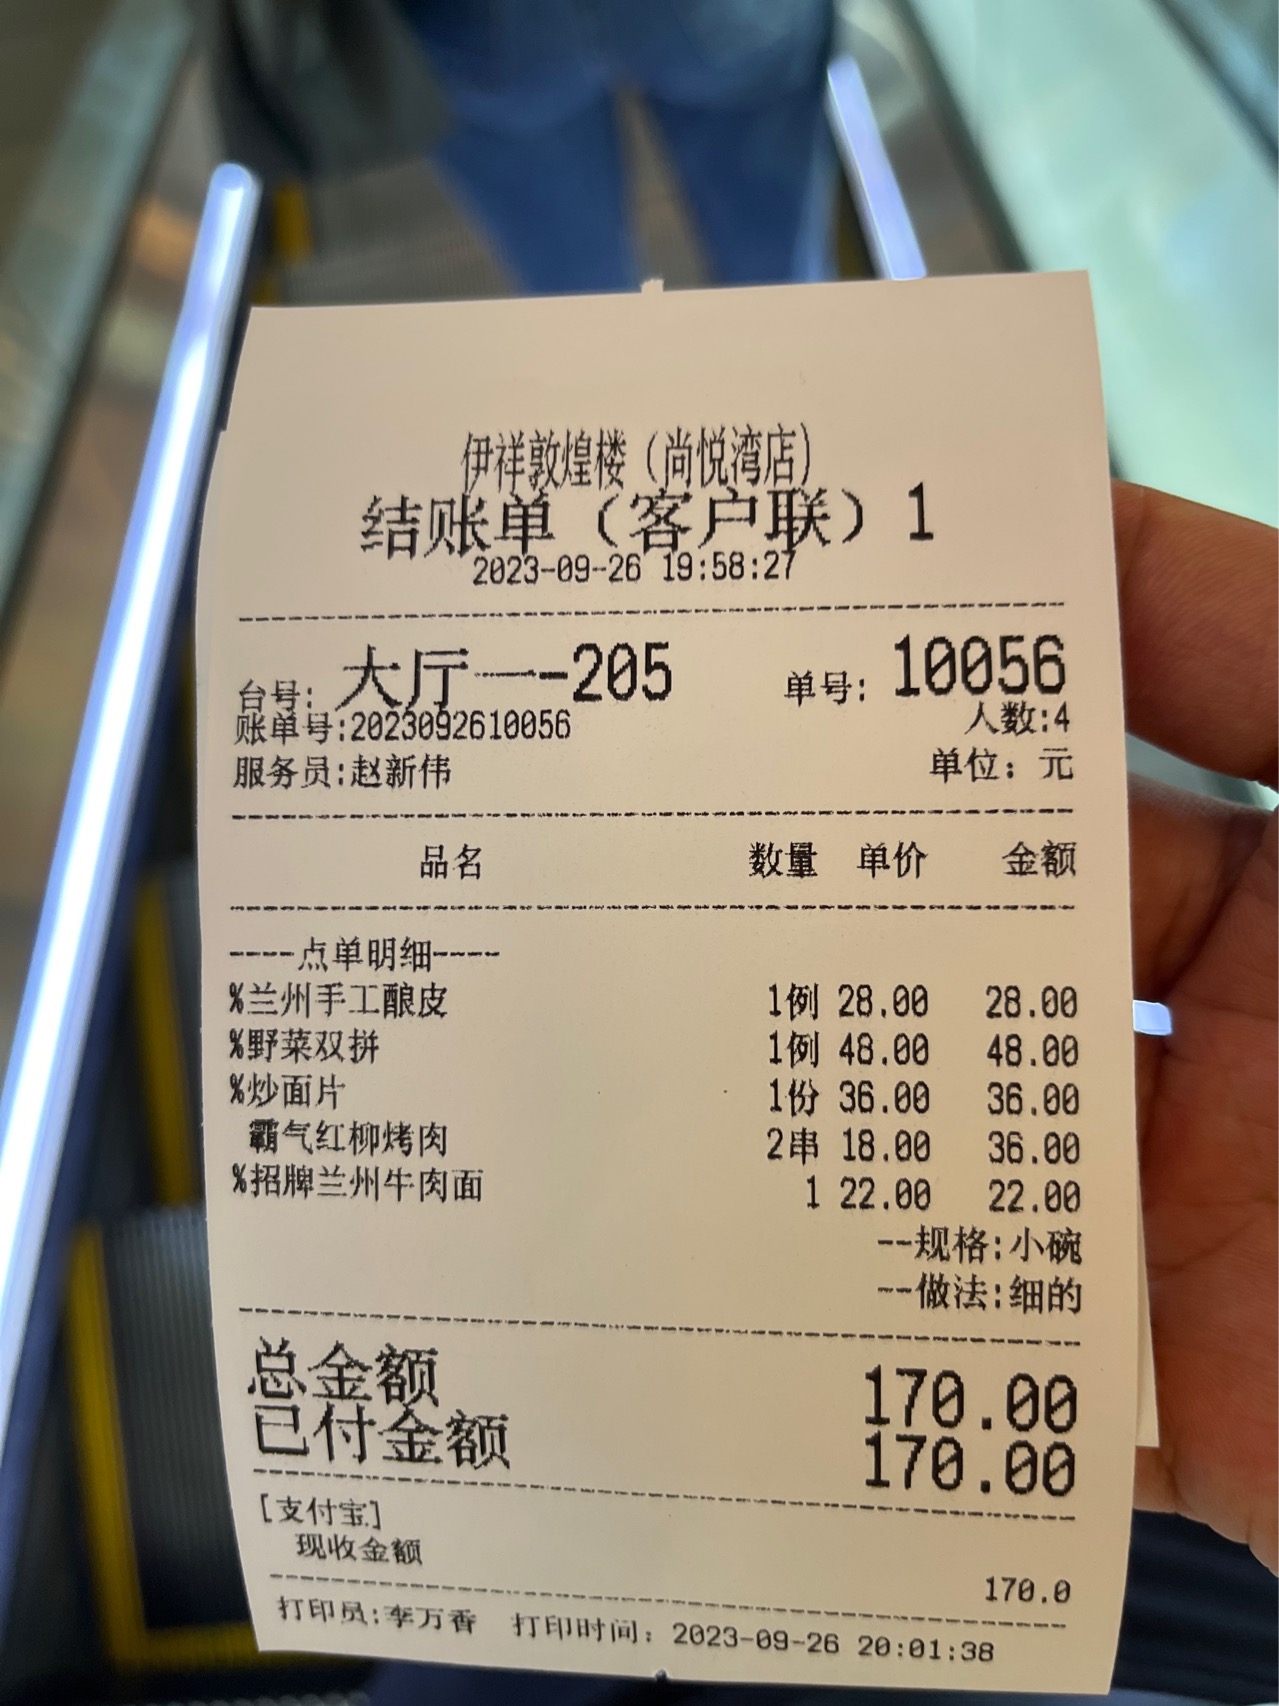 伊祥敦煌楼（尚悦湾店）
结账单（客户联）1
2023-09-26 19:58:27
台号: 大厅一-205 单号: 10056
账单号:2023092610056 人数:4
服务员:赵新伟 单位: 元
品名 数量 单价 金额
----点单明细----
%兰州手工酿皮 1例 28.00 28.00
%野菜双拼 1例 48.00 48.00
%炒面片 1份 36.00 36.00
霸气红柳烤肉 2串 18.00 36.00
%招牌兰州牛肉面 1 22.00 22.00
--规格:小碗
--做法:细的
总金额 170.00
已付金额 170.00
[支付宝]
现收金额 170.0
打印员:李万香 打印时间: 2023-09-26 20:01:38